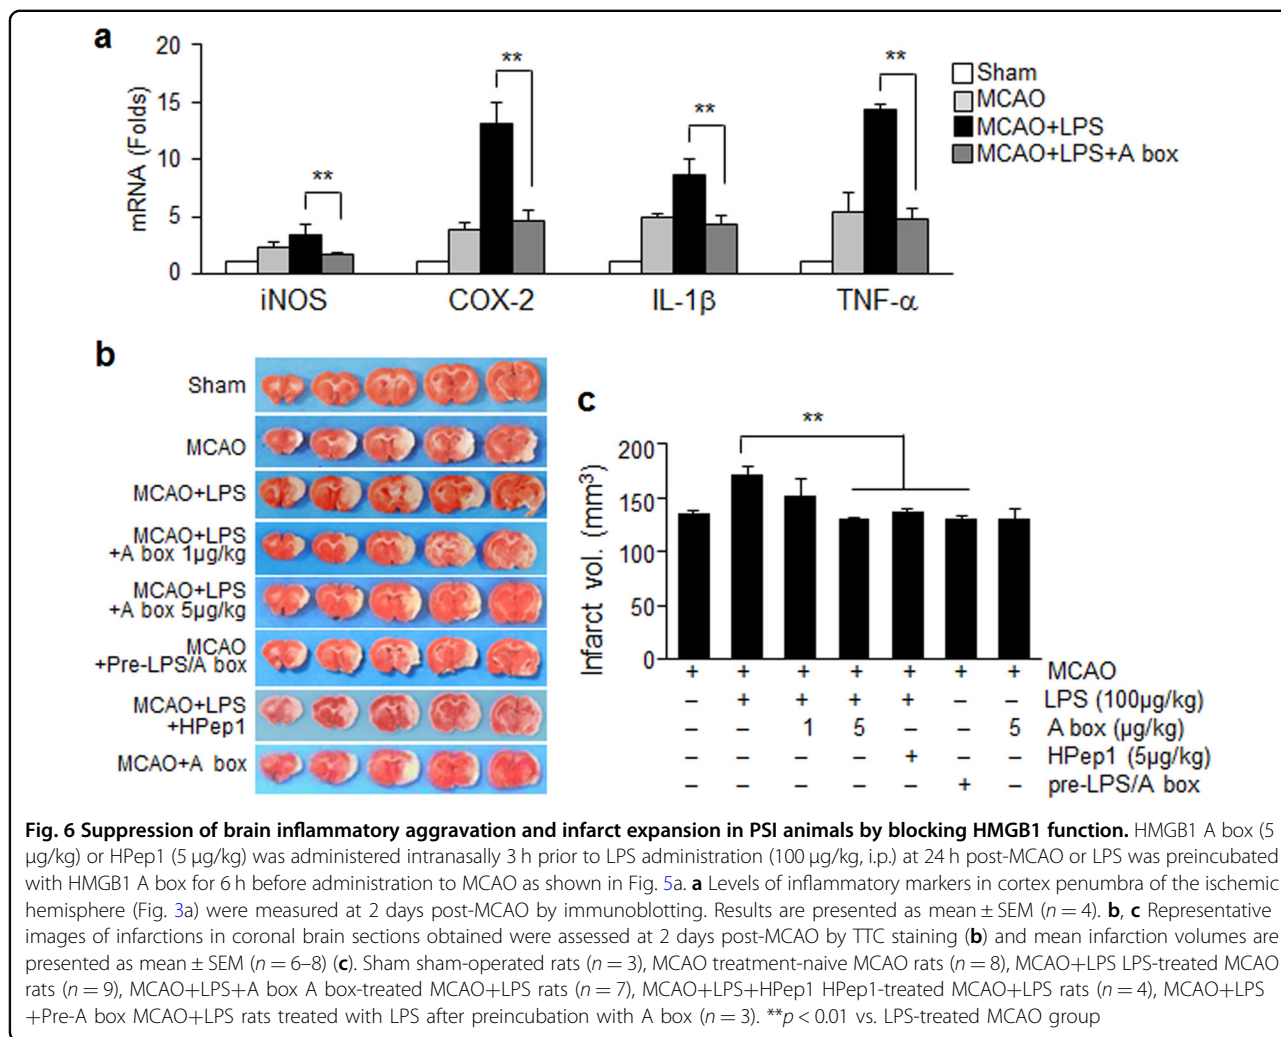 a
20
15
10
5
0
mRNA (Folds)
**
**
**
**
Sham
MCAO
MCAO+LPS
MCAO+LPS+A box
iNOS
COX-2
IL-1β
TNF-α
b
Sham
MCAO
MCAO+LPS
MCAO+LPS
+A box 1µg/kg
MCAO+LPS
+A box 5µg/kg
MCAO
+Pre-LPS/A box
MCAO+LPS
+HPep1
MCAO+A box
c
**
Infarct vol. (mm³)
200
150
100
50
0
+ + + + + + + MCAO
– + + + + – – LPS (100µg/kg)
– – 1 5 – – 5 A box (µg/kg)
– – – – + – – HPep1 (5µg/kg)
– – – – – + – pre-LPS/A box
Fig. 6 Suppression of brain inflammatory aggravation and infarct expansion in PSI animals by blocking HMGB1 function. HMGB1 A box (5
µg/kg) or HPep1 (5 µg/kg) was administered intranasally 3 h prior to LPS administration (100 µg/kg, i.p.) at 24 h post-MCAO or LPS was preincubated
with HMGB1 A box for 6 h before administration to MCAO as shown in Fig. 5a. a Levels of inflammatory markers in cortex penumbra of the ischemic
hemisphere (Fig. 3a) were measured at 2 days post-MCAO by immunoblotting. Results are presented as mean ± SEM (n = 4). b, c Representative
images of infarctions in coronal brain sections obtained were assessed at 2 days post-MCAO by TTC staining (b) and mean infarction volumes are
presented as mean ± SEM (n = 6–8) (c). Sham sham-operated rats (n = 3), MCAO treatment-naive MCAO rats (n = 8), MCAO+LPS LPS-treated MCAO
rats (n = 9), MCAO+LPS+A box A box-treated MCAO+LPS rats (n = 7), MCAO+LPS+HPep1 HPep1-treated MCAO+LPS rats (n = 4), MCAO+LPS
+Pre-A box MCAO+LPS rats treated with LPS after preincubation with A box (n = 3). **p < 0.01 vs. LPS-treated MCAO group